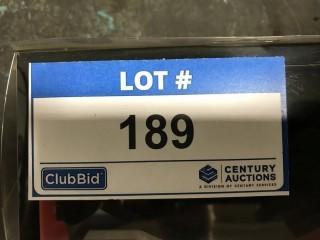 LOT #
189
ClubBid
CENTURY
AUCTIONS
A DIVISION OF CENTURY SERVICES